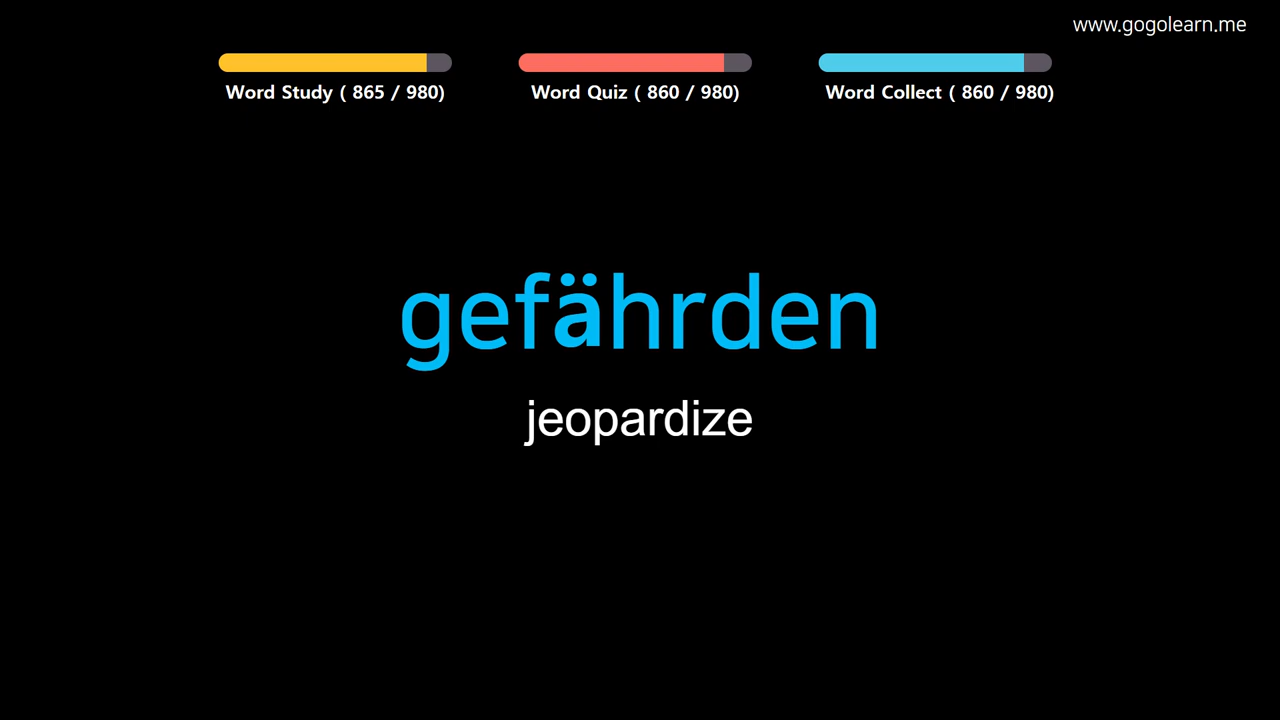 www.gogolearn.me
Word Study ( 865 / 980)
Word Quiz ( 860 / 980)
Word Collect ( 860 / 980)
gefährden
jeopardize